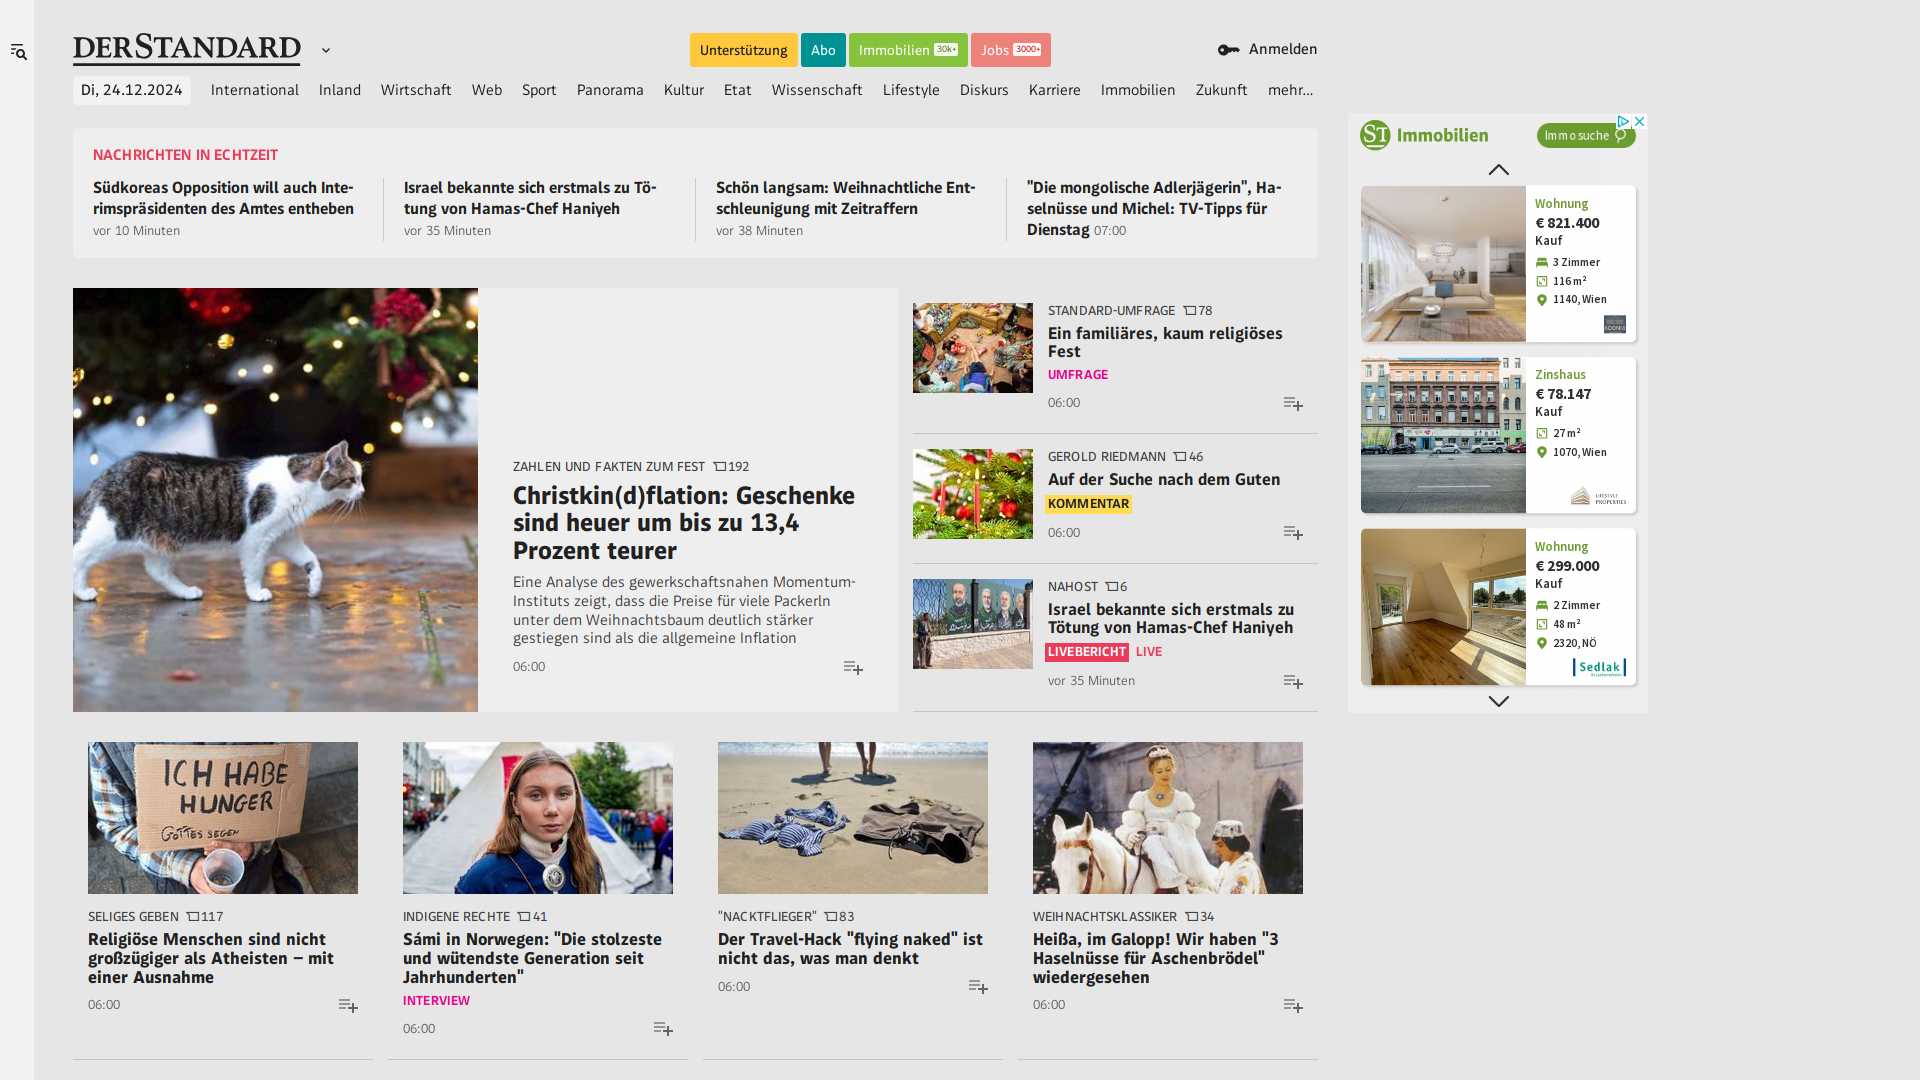 DERSTANDARD
Unterstützung
Abo
Immobilien 30k+
Jobs 3000+
Anmelden
Di, 24.12.2024
International
Inland
Wirtschaft
Web
Sport
Panorama
Kultur
Etat
Wissenschaft
Lifestyle
Diskurs
Karriere
Immobilien
Zukunft
mehr...
NACHRICHTEN IN ECHTZEIT
Südkoreas Opposition will auch Inte-
rimspräsidenten des Amtes entheben
vor 10 Minuten
Israel bekannte sich erstmals zu Tö-
tung von Hamas-Chef Haniyeh
vor 35 Minuten
Schön langsam: Weihnachtliche Ent-
schleunigung mit Zeitraffern
vor 38 Minuten
"Die mongolische Adlerjägerin", Ha-
selnüsse und Michel: TV-Tipps für
Dienstag 07:00
ZAHLEN UND FAKTEN ZUM FEST 192
Christkin(d)flation: Geschenke
sind heuer um bis zu 13,4
Prozent teurer
Eine Analyse des gewerkschaftsnahen Momentum-
Instituts zeigt, dass die Preise für viele Packerln
unter dem Weihnachtsbaum deutlich stärker
gestiegen sind als die allgemeine Inflation
06:00
STANDARD-UMFRAGE 78
Ein familiäres, kaum religiöses
Fest
UMFRAGE
06:00
GEROLD RIEDMANN 46
Auf der Suche nach dem Guten
KOMMENTAR
06:00
NAHOST 6
Israel bekannte sich erstmals zu
Tötung von Hamas-Chef Haniyeh
LIVEBERICHT LIVE
vor 35 Minuten
ST Immobilien
Immosuche
Wohnung
€ 821.400
Kauf
3 Zimmer
116 m²
1140, Wien
Zinshaus
€ 78.147
Kauf
27 m²
1070, Wien
LIFESTYLE
PROPERTIES
Wohnung
€ 299.000
Kauf
2 Zimmer
48 m²
2320, NÖ
Sedlak
ICH HABE
HUNGER
GOTTES SEGEN
SELIGES GEBEN 117
Religiöse Menschen sind nicht
großzügiger als Atheisten – mit
einer Ausnahme
06:00
INDIGENE RECHTE 41
Sámi in Norwegen: "Die stolzeste
und wütendste Generation seit
Jahrhunderten"
INTERVIEW
06:00
"NACKTFLIEGER" 83
Der Travel-Hack "flying naked" ist
nicht das, was man denkt
06:00
WEIHNACHTSKLASSIKER 34
Heißa, im Galopp! Wir haben "3
Haselnüsse für Aschenbrödel"
wiedergesehen
06:00